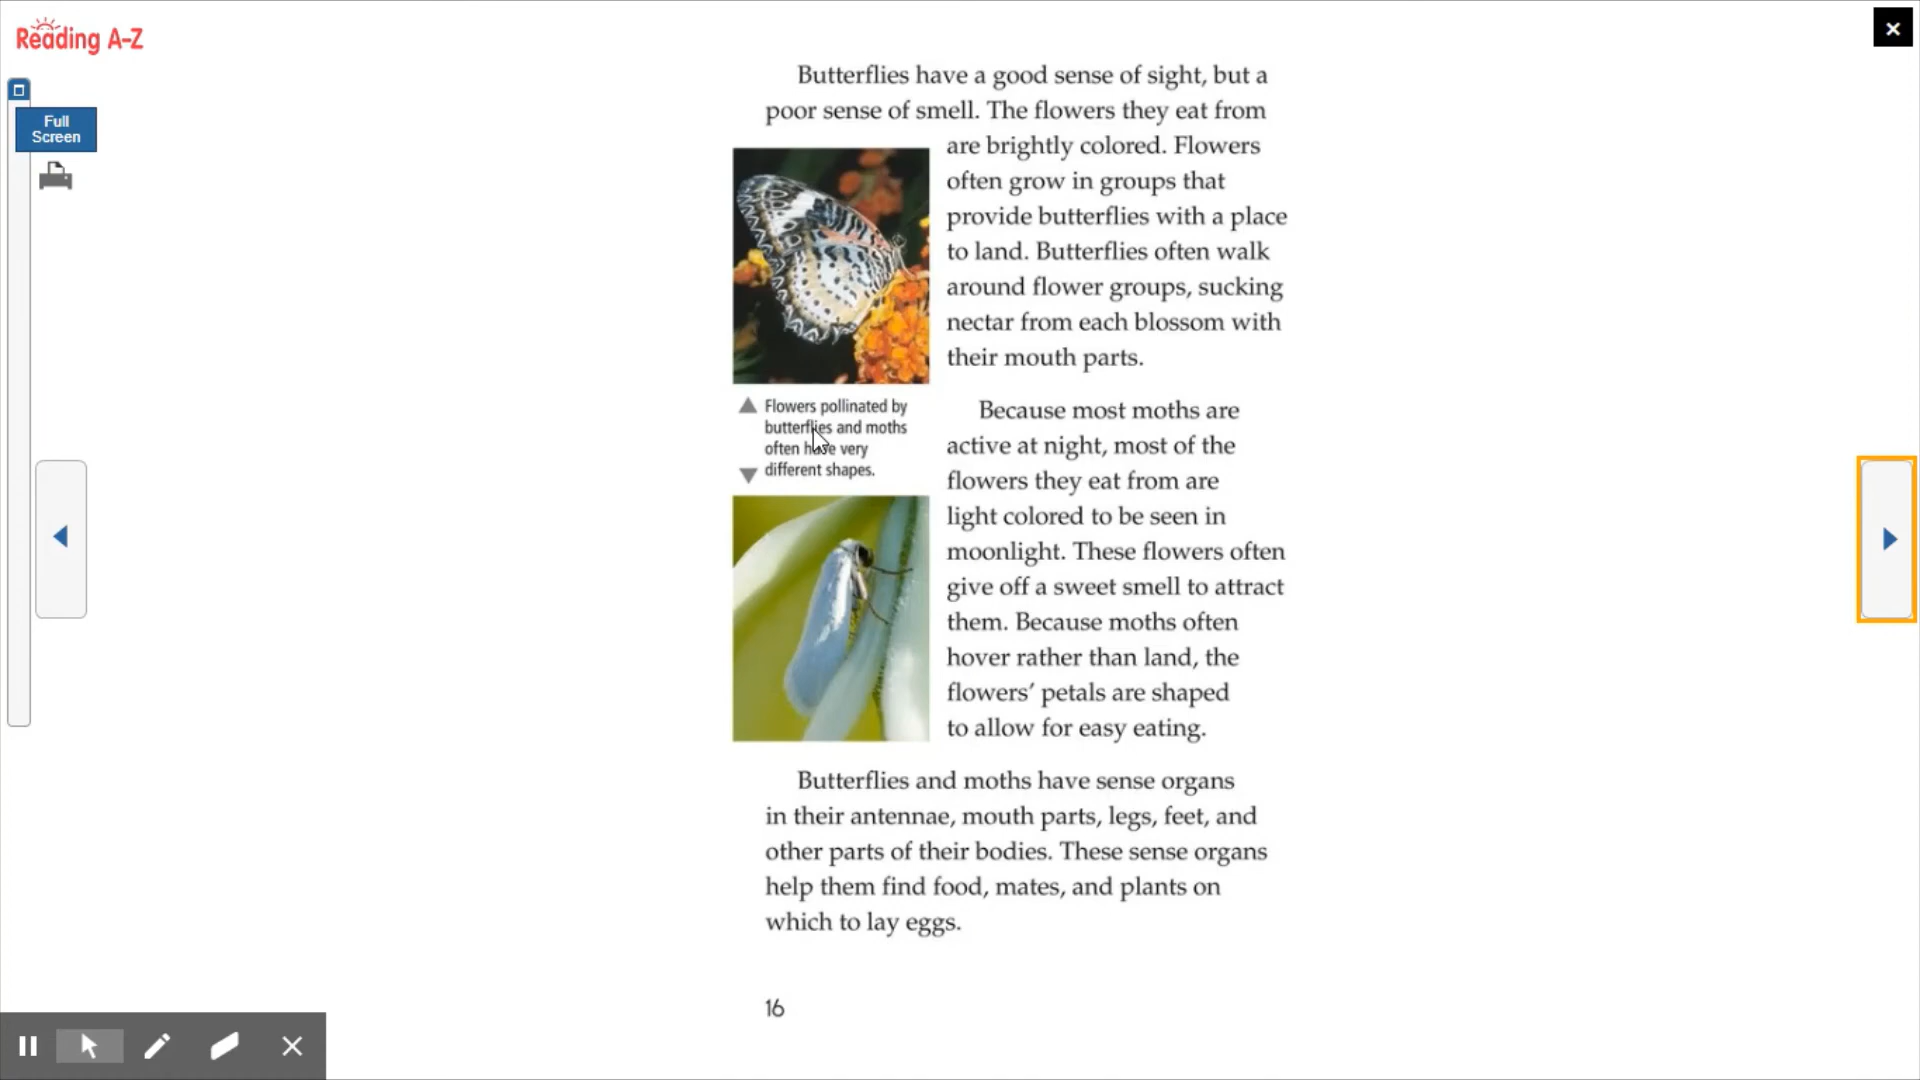 Reading A-Z
Full
Screen
Butterflies have a good sense of sight, but a
poor sense of smell. The flowers they eat from
are brightly colored. Flowers
often grow in groups that
provide butterflies with a place
to land. Butterflies often walk
around flower groups, sucking
nectar from each blossom with
their mouth parts.
Flowers pollinated by
butterflies and moths
often have very
different shapes.
Because most moths are
active at night, most of the
flowers they eat from are
light colored to be seen in
moonlight. These flowers often
give off a sweet smell to attract
them. Because moths often
hover rather than land, the
flowers’ petals are shaped
to allow for easy eating.
Butterflies and moths have sense organs
in their antennae, mouth parts, legs, feet, and
other parts of their bodies. These sense organs
help them find food, mates, and plants on
which to lay eggs.
16